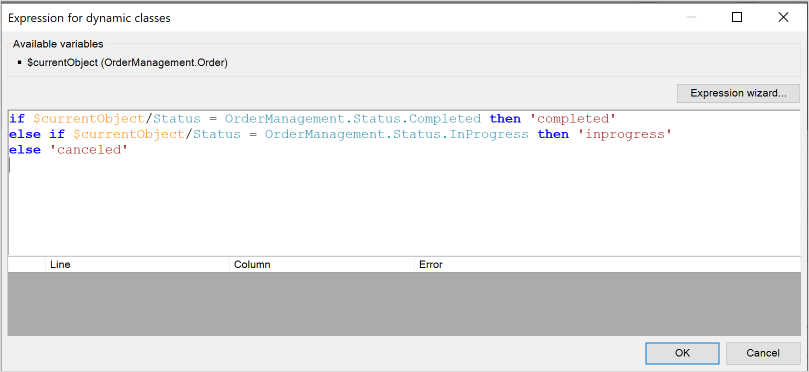 Expression for dynamic classes
Available variables
▪ $currentObject (OrderManagement.Order)
Expression wizard...
if $currentObject/Status = OrderManagement.Status.Completed then 'completed'
else if $currentObject/Status = OrderManagement.Status.InProgress then 'inprogress'
else 'canceled'
Line Column Error
OK Cancel